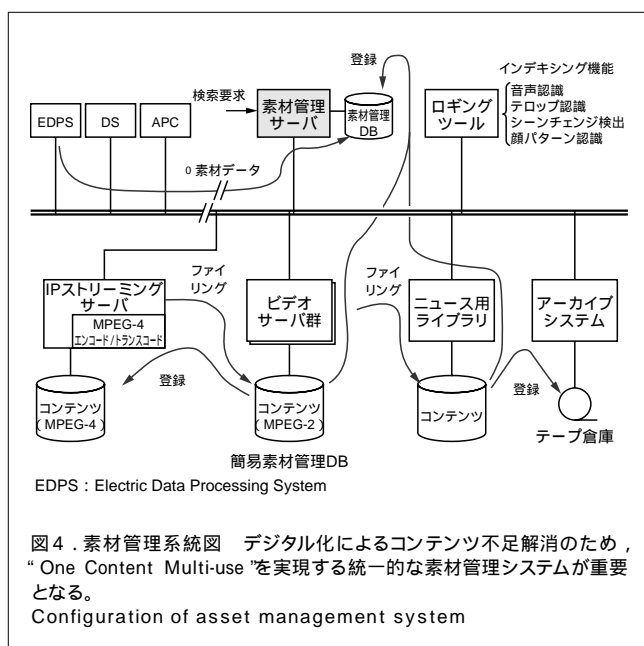 登録
インデキシング機能
音声認識
テロップ認識
シーンチェンジ検出
顔パターン認識
検索要求
EDPS
DS
APC
素材管理
サーバ
素材管理
DB
ロギング
ツール
0 素材データ
IPストリーミング
サーバ
MPEG-4
エンコード/トランスコード
ファイ
リング
ビデオ
サーバ群
ファイ
リング
ニュース用
ライブラリ
アーカイブ
システム
登録
登録
コンテンツ
(MPEG-4)
コンテンツ
(MPEG-2)
コンテンツ
テープ倉庫
簡易素材管理DB
EDPS:Electric Data Processing System
図4.素材管理系統図 デジタル化によるコンテンツ不足解消のため,
“One Content Multi-use”を実現する統一的な素材管理システムが重要
となる。
Configuration of asset management system